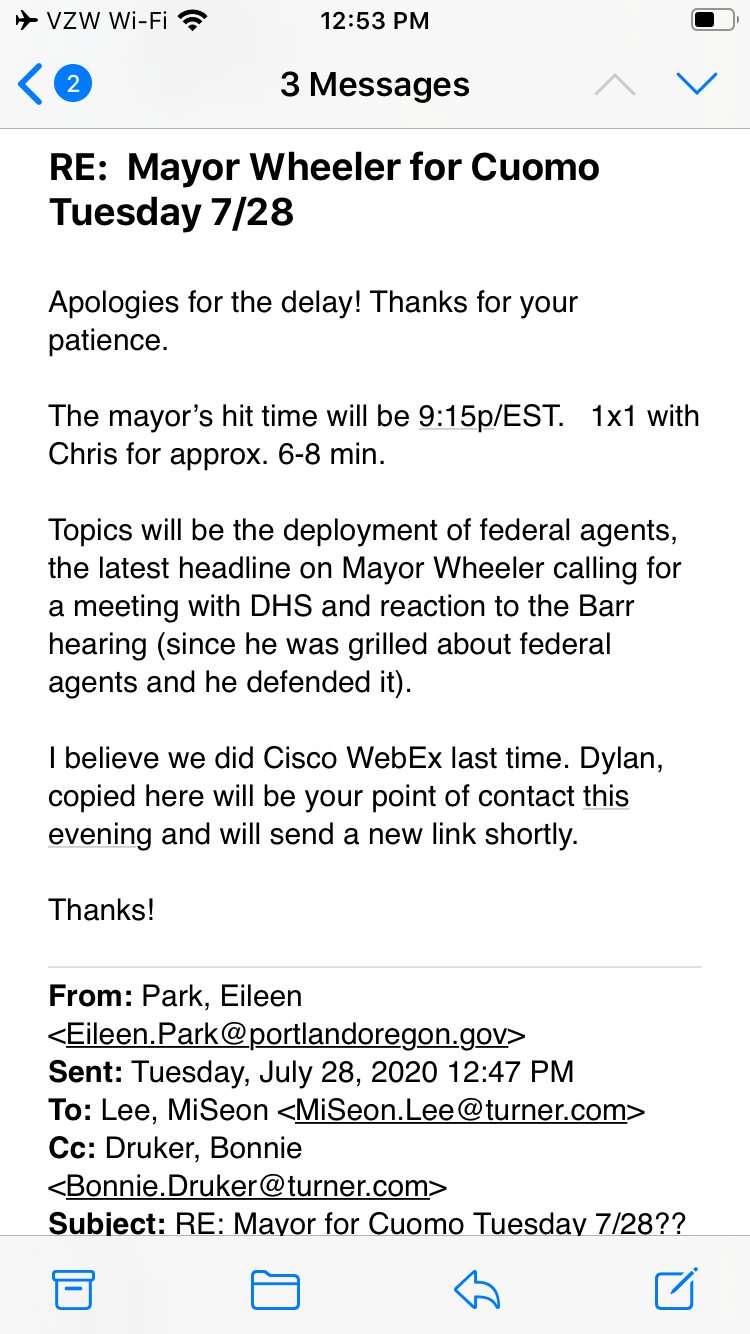 VZW Wi-Fi 12:53 PM
2 3 Messages
RE: Mayor Wheeler for Cuomo
Tuesday 7/28
Apologies for the delay! Thanks for your
patience.
The mayor’s hit time will be 9:15p/EST. 1x1 with
Chris for approx. 6-8 min.
Topics will be the deployment of federal agents,
the latest headline on Mayor Wheeler calling for
a meeting with DHS and reaction to the Barr
hearing (since he was grilled about federal
agents and he defended it).
I believe we did Cisco WebEx last time. Dylan,
copied here will be your point of contact this
evening and will send a new link shortly.
Thanks!
From: Park, Eileen
<Eileen.Park@portlandoregon.gov>
Sent: Tuesday, July 28, 2020 12:47 PM
To: Lee, MiSeon <MiSeon.Lee@turner.com>
Cc: Druker, Bonnie
<Bonnie.Druker@turner.com>
Subject: RE: Mayor for Cuomo Tuesday 7/28??